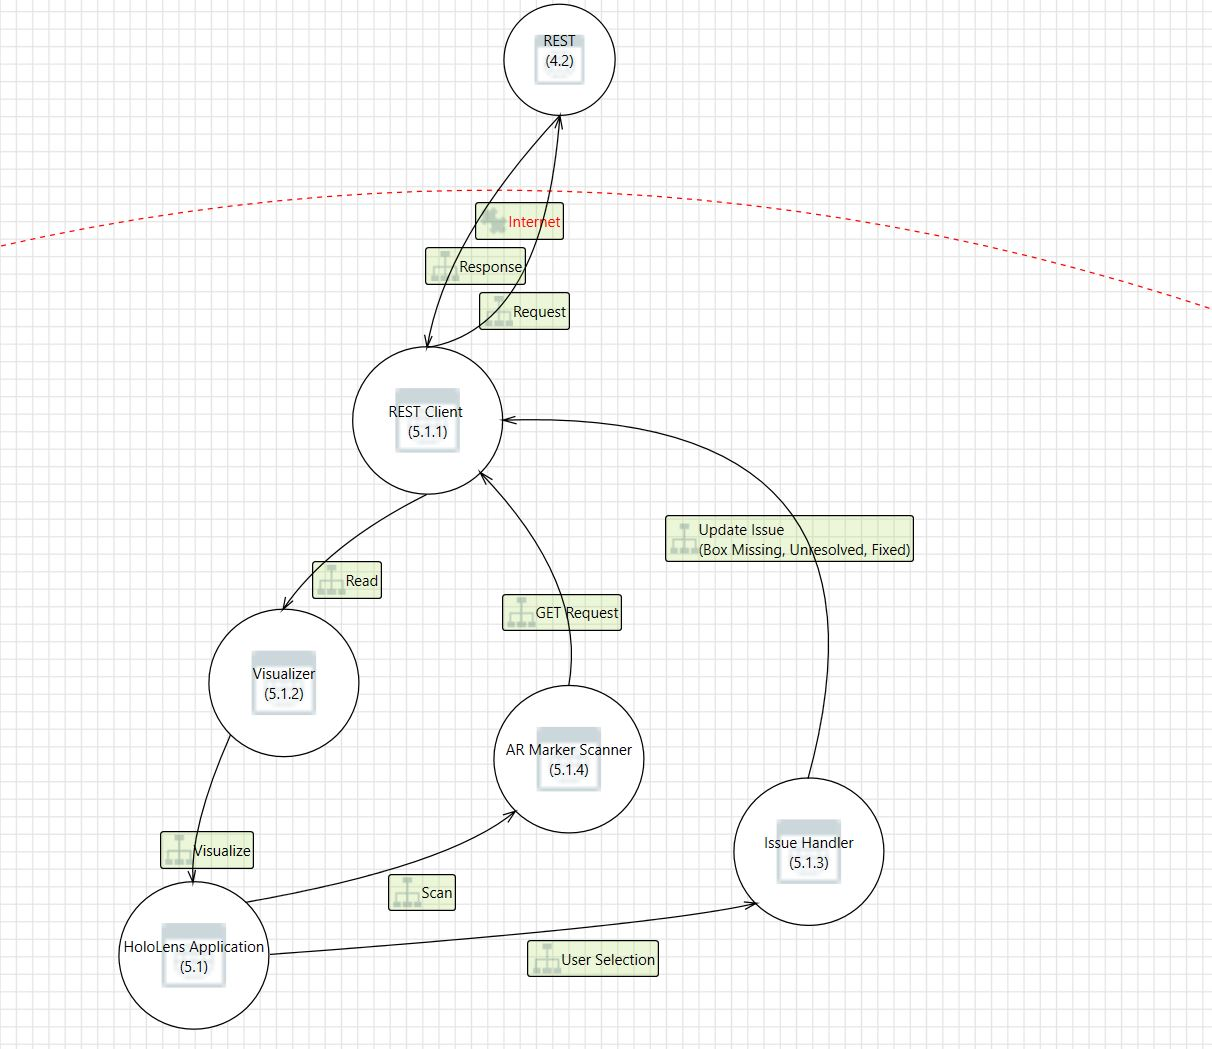 REST
(4.2)
Internet
Response
Request
REST Client
(5.1.1)
Update Issue
(Box Missing, Unresolved, Fixed)
Read
GET Request
Visualizer
(5.1.2)
AR Marker Scanner
(5.1.4)
Issue Handler
(5.1.3)
Visualize
Scan
HoloLens Application
(5.1)
User Selection